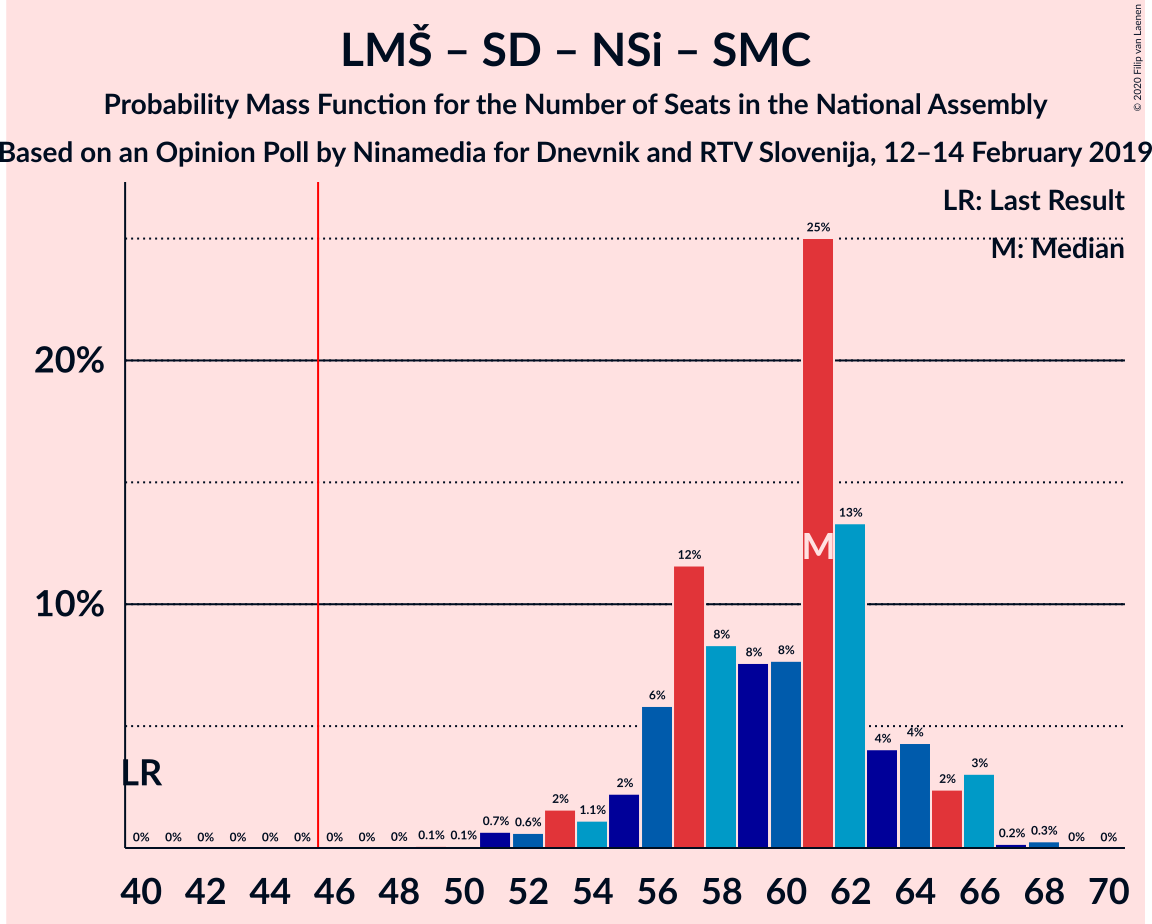 LMŠ – SD – NSi – SMC
Probability Mass Function for the Number of Seats in the National Assembly
Based on an Opinion Poll by Ninamedia for Dnevnik and RTV Slovenija, 12–14 February 2019
© 2020 Filip van Laenen
LR: Last Result
M: Median
25%
20%
13%
M
12%
10%
8%
8%
8%
6%
4%
4%
LR
3%
2%
2%
2%
1.1%
0.7%
0.6%
0.2%
0.3%
0% 0% 0% 0% 0% 0% 0% 0% 0% 0.1% 0.1% 0% 0%
40 42 44 46 48 50 52 54 56 58 60 62 64 66 68 70